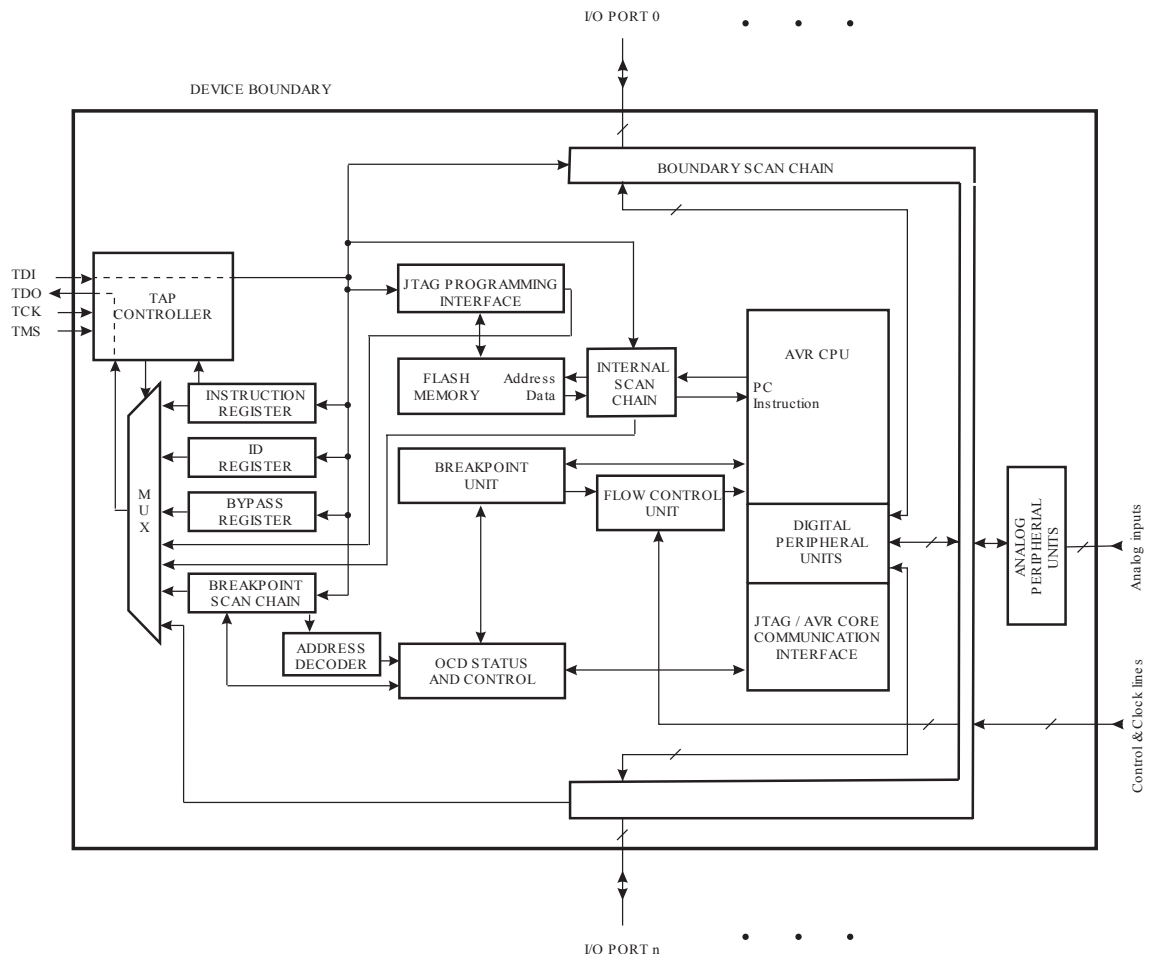 I/O PORT 0
DEVICE BOUNDARY
BOUNDARY SCAN CHAIN
TDI
TDO
TCK
TMS
TAP
CONTROLLER
JTAG PROGRAMMING
INTERFACE
AVR CPU
FLASH
MEMORY
Address
Data
INTERNAL
SCAN
CHAIN
PC
Instruction
INSTRUCTION
REGISTER
ID
REGISTER
BREAKPOINT
UNIT
FLOW CONTROL
UNIT
M
U
X
BYPASS
REGISTER
DIGITAL
PERIPHERAL
UNITS
ANALOG
PERIPHERIAL
UNITS
Analog inputs
BREAKPOINT
SCAN CHAIN
ADDRESS
DECODER
OCD STATUS
AND CONTROL
JTAG / AVR CORE
COMMUNICATION
INTERFACE
Control & Clock lines
I/O PORT n